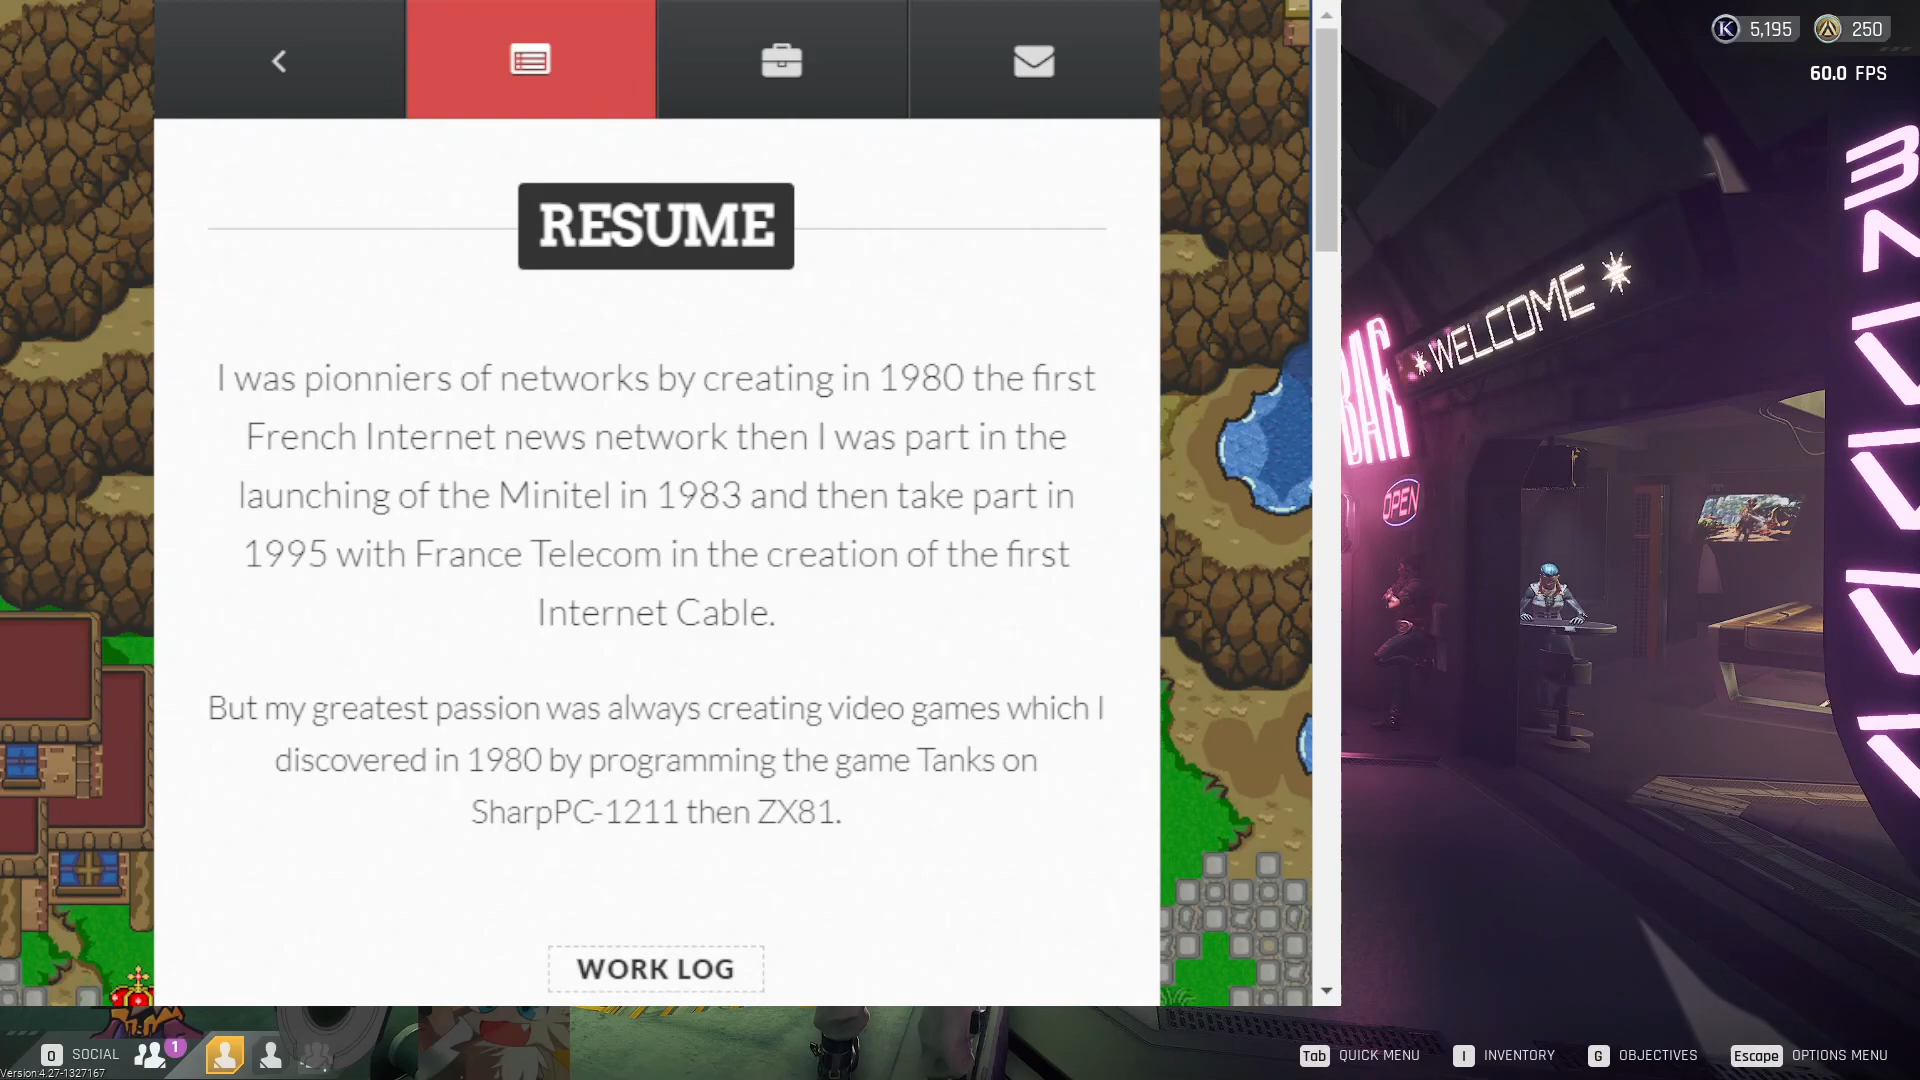 K 5,195 250
60.0 FPS
RESUME
I was pionniers of networks by creating in 1980 the first
French Internet news network then I was part in the
launching of the Minitel in 1983 and then take part in
1995 with France Telecom in the creation of the first
Internet Cable.
But my greatest passion was always creating video games which I
discovered in 1980 by programming the game Tanks on
SharpPC-1211 then ZX81.
WORK LOG
*WELCOME*
BAR
OPEN
O SOCIAL 1
Tab QUICK MENU I INVENTORY G OBJECTIVES Escape OPTIONS MENU
Version:4.27-1327167